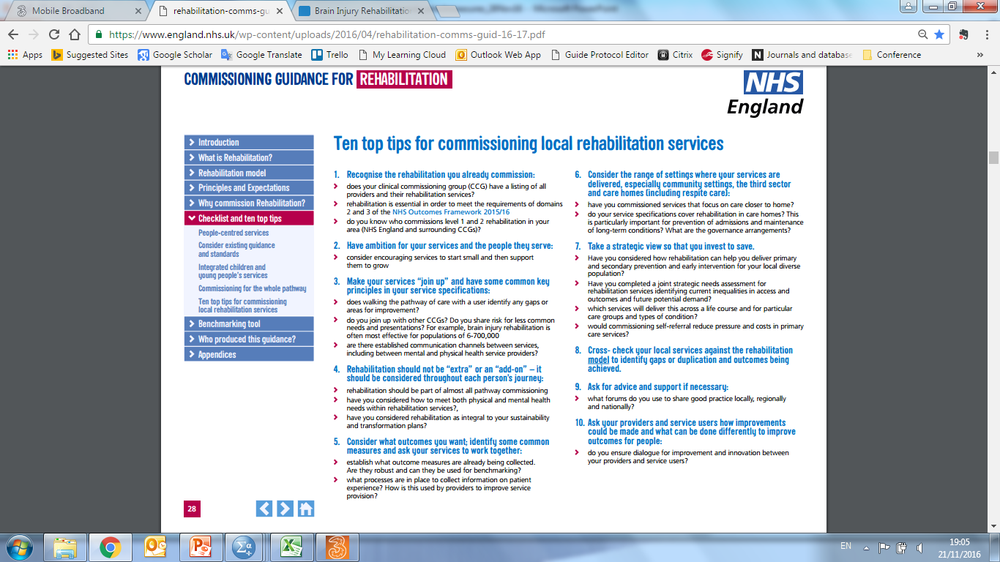 Mobile Broadband
rehabilitation-comms-gu
Brain Injury Rehabilitatio
https://www.england.nhs.uk/wp-content/uploads/2016/04/rehabilitation-comms-guid-16-17.pdf
Apps
Suggested Sites
Google Scholar
Google Translate
Trello
My Learning Cloud
Outlook Web App
Guide Protocol Editor
Citrix
Signify
Journals and database
Conference
»
COMMISSIONING GUIDANCE FOR REHABILITATION
NHS
England
Introduction
What is Rehabilitation?
Rehabilitation model
Principles and Expectations
Why commission Rehabilitation?
Checklist and ten top tips
People-centred services
Consider existing guidance
and standards
Integrated children and
young people's services
Commissioning for the whole pathway
Ten top tips for commissioning
local rehabilitation services
Benchmarking tool
Who produced this guidance?
Appendices
28
Ten top tips for commissioning local rehabilitation services
1. Recognise the rehabilitation you already commission:
does your clinical commissioning group (CCG) have a listing of all
providers and their rehabilitation services?
rehabilitation is essential in order to meet the requirements of domains
2 and 3 of the NHS Outcomes Framework 2015/16
do you know who commissions level 1 and 2 rehabilitation in your
area (NHS England and surrounding CCGs)?
2. Have ambition for your services and the people they serve:
consider encouraging services to start small and then support
them to grow
3. Make your services “join up” and have some common key
principles in your service specifications:
does walking the pathway of care with a user identify any gaps or
areas for improvement?
do you join up with other CCGs? Do you share risk for less common
needs and presentations? For example, brain injury rehabilitation is
often most effective for populations of 6-700,000
are there established communication channels between services,
including between mental and physical health service providers?
4. Rehabilitation should not be “extra” or an “add-on” – it
should be considered throughout each person's journey:
rehabilitation should be part of almost all pathway commissioning
have you considered how to meet both physical and mental health
needs within rehabilitation services?,
have you considered rehabilitation as integral to your sustainability
and transformation plans?
5. Consider what outcomes you want; identify some common
measures and ask your services to work together:
establish what outcome measures are already being collected.
Are they robust and can they be used for benchmarking?
what processes are in place to collect information on patient
experience? How is this used by providers to improve service
provision?
6. Consider the range of settings where your services are
delivered, especially community settings, the third sector
and care homes (including respite care):
have you commissioned services that focus on care closer to home?
do your service specifications cover rehabilitation in care homes? This
is particularly important for prevention of admissions and maintenance
of long-term conditions? What are the governance arrangements?
7. Take a strategic view so that you invest to save.
Have you considered how rehabilitation can help you deliver primary
and secondary prevention and early intervention for your local diverse
population?
Have you completed a joint strategic needs assessment for
rehabilitation services identifying current inequalities in access and
outcomes and future potential demand?
which services will deliver this across a life course and for particular
care groups and types of condition?
would commissioning self-referral reduce pressure and costs in primary
care services?
8. Cross- check your local services against the rehabilitation
model to identify gaps or duplication and outcomes being
achieved.
9. Ask for advice and support if necessary:
what forums do you use to share good practice locally, regionally
and nationally?
10. Ask your providers and service users how improvements
could be made and what can be done differently to improve
outcomes for people:
do you ensure dialogue for improvement and innovation between
your providers and service users?
EN
19:05
21/11/2016